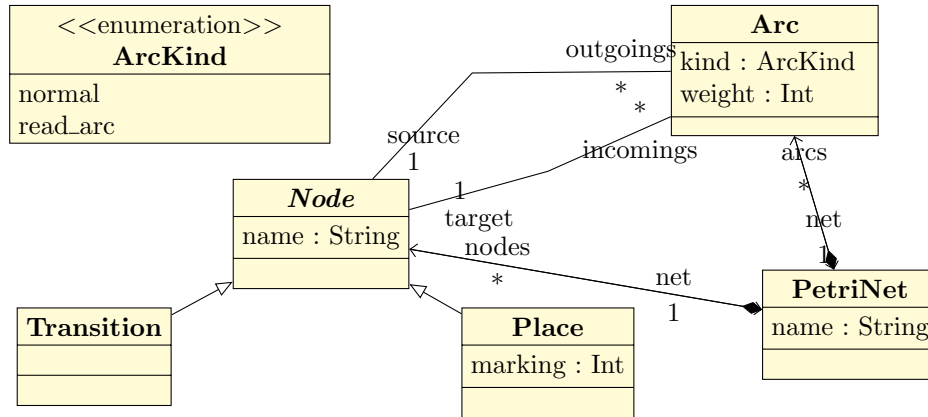 <<enumeration>>
ArcKind
normal
read_arc
Arc
kind : ArcKind
weight : Int
outgoings
*
*
source
1
incomings
arcs
*
Node
name : String
1
target
nodes
*
net
1
net
1
PetriNet
name : String
Transition
Place
marking : Int